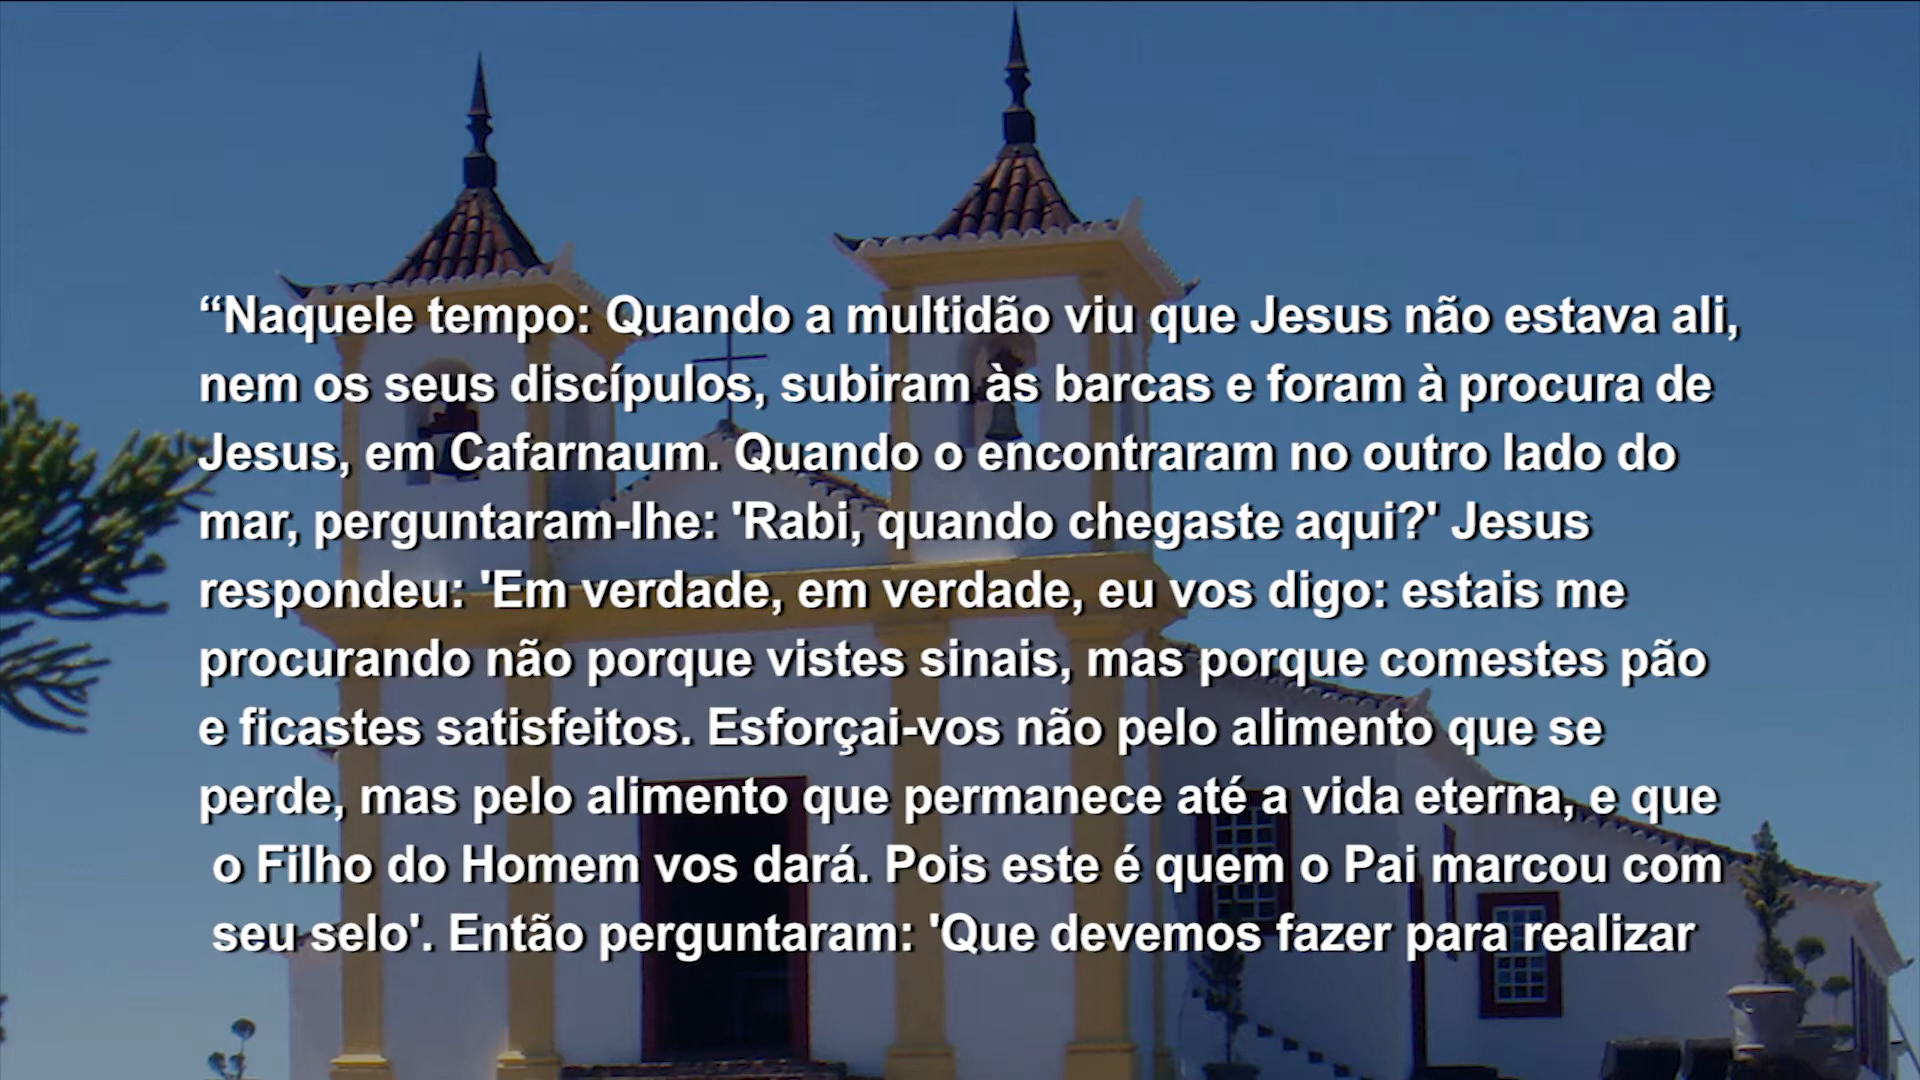 “Naquele tempo: Quando a multidão viu que Jesus não estava ali,
nem os seus discípulos, subiram às barcas e foram à procura de
Jesus, em Cafarnaum. Quando o encontraram no outro lado do
mar, perguntaram-lhe: 'Rabi, quando chegaste aqui?' Jesus
respondeu: 'Em verdade, em verdade, eu vos digo: estais me
procurando não porque vistes sinais, mas porque comestes pão
e ficastes satisfeitos. Esforçai-vos não pelo alimento que se
perde, mas pelo alimento que permanece até a vida eterna, e que
o Filho do Homem vos dará. Pois este é quem o Pai marcou com
seu selo'. Então perguntaram: 'Que devemos fazer para realizar